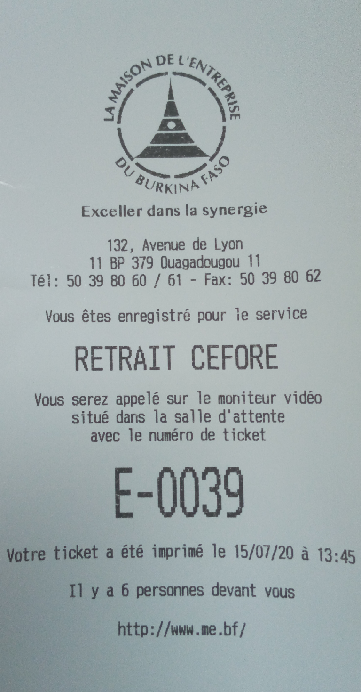 LA MAISON DE L'ENTREPRISE
DU BURKINA FASO
Exceller dans la synergie
132, Avenue de Lyon
11 BP 379 Ouagadougou 11
Tél: 50 39 80 60 / 61 - Fax: 50 39 80 62
Vous êtes enregistré pour le service
RETRAIT CEFORE
Vous serez appelé sur le moniteur vidéo
situé dans la salle d'attente
avec le numéro de ticket
E-0039
Votre ticket a été imprimé le 15/07/20 à 13:45
Il y a 6 personnes devant vous
http://www.me.bf/